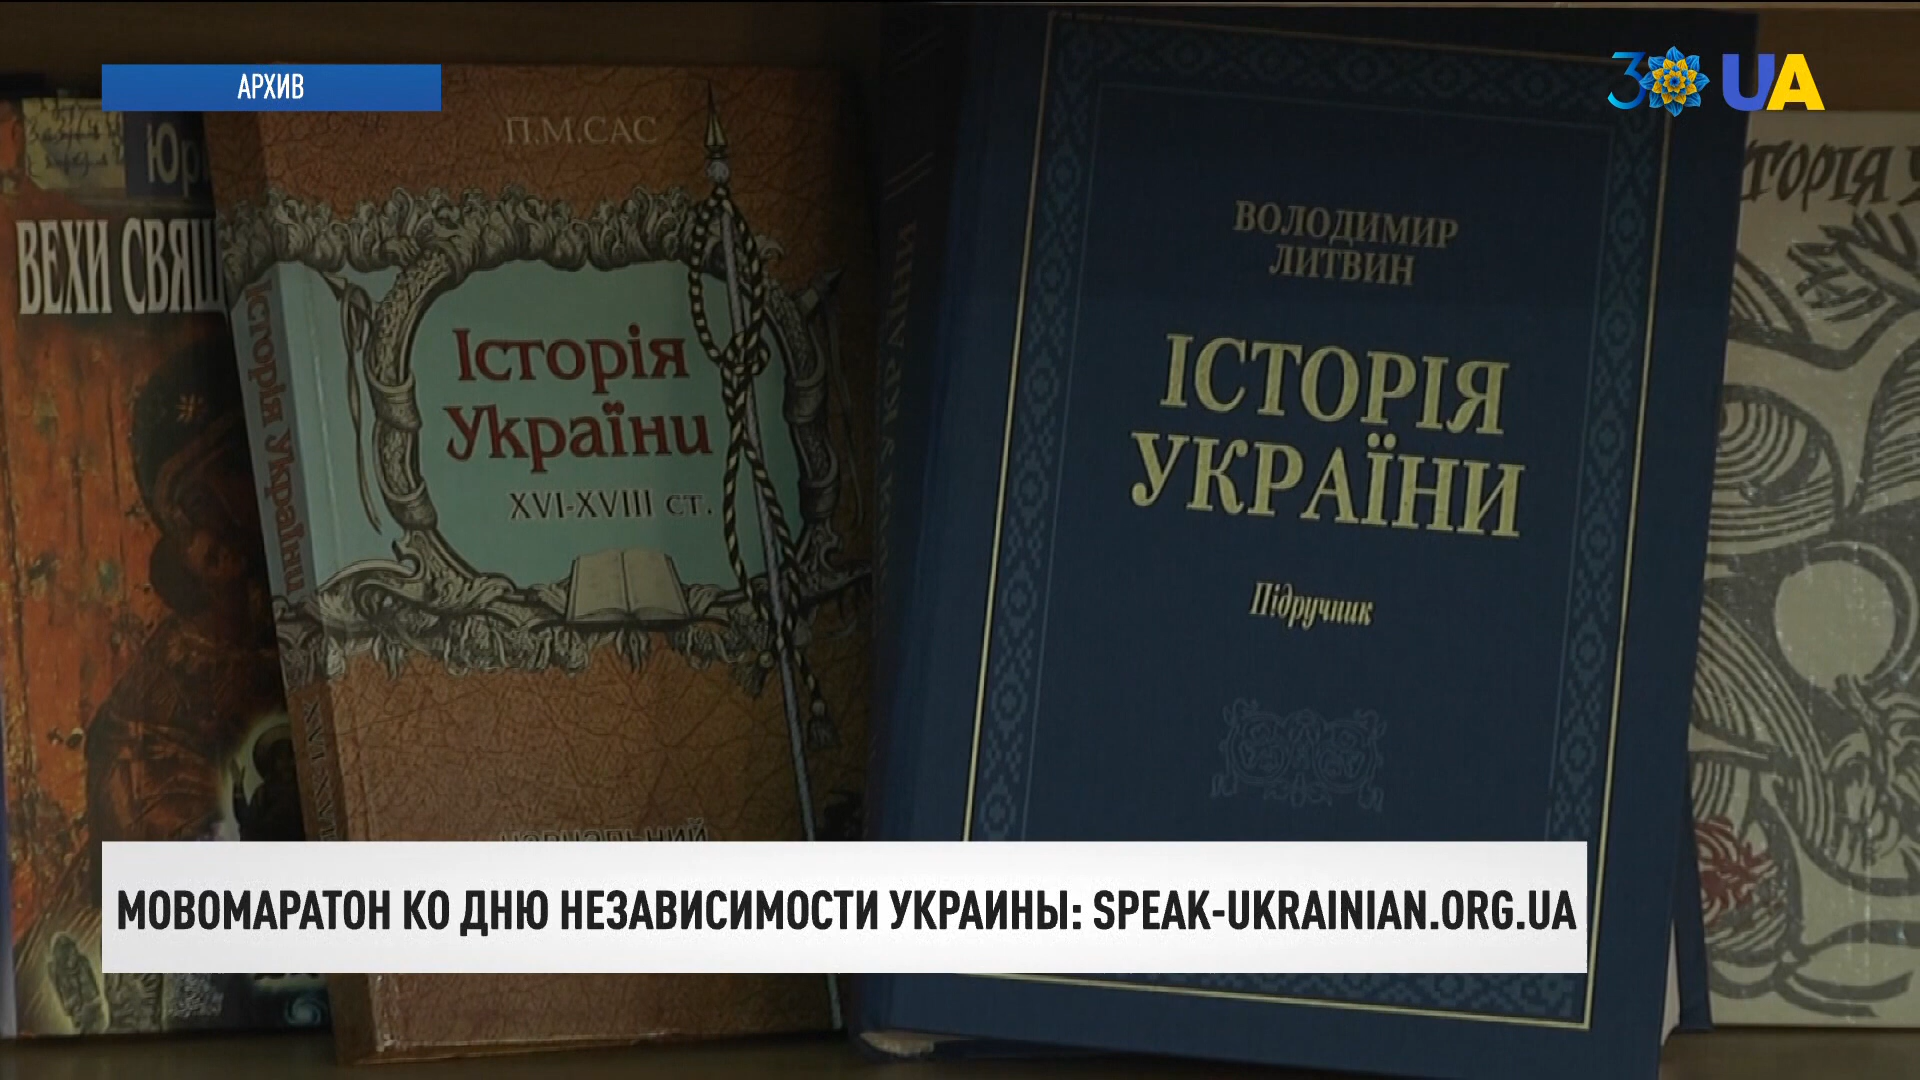 АРХИВ
30 UA
ВЕХИ
П.М.САС
Історія
України
XVI-XVIII ст.
Історія України
ВОЛОДИМИР
ЛИТВИН
ІСТОРІЯ
УКРАЇНИ
Підручник
МОВОМАРАТОН КО ДНЮ НЕЗАВИСИМОСТИ УКРАИНЫ: SPEAK-UKRAINIAN.ORG.UA